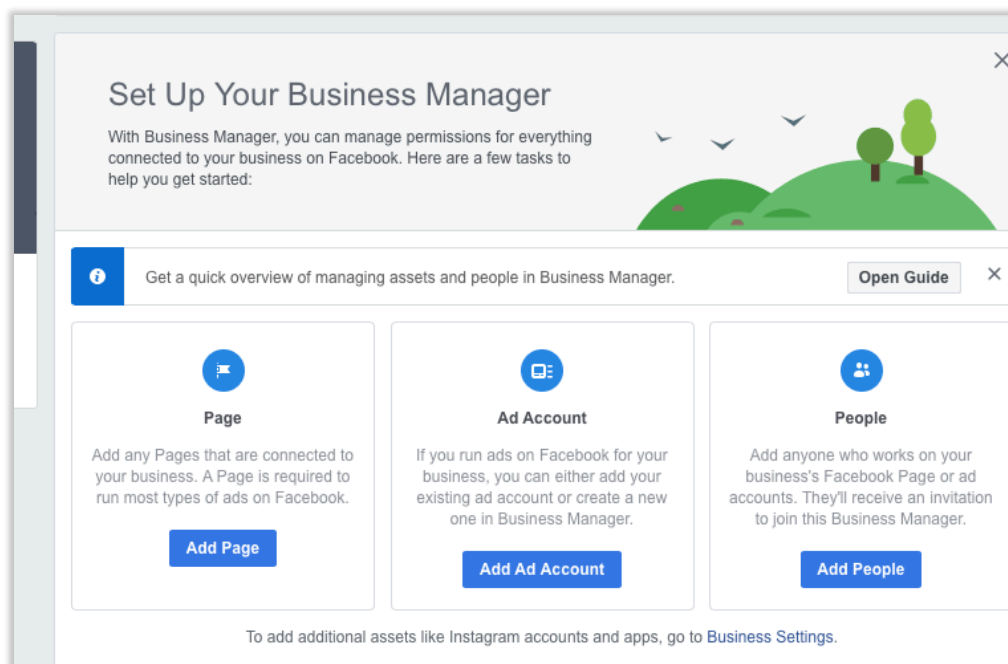 Set Up Your Business Manager
With Business Manager, you can manage permissions for everything
connected to your business on Facebook. Here are a few tasks to
help you get started:
Get a quick overview of managing assets and people in Business Manager.
Open Guide
Page
Add any Pages that are connected to
your business. A Page is required to
run most types of ads on Facebook.
Add Page
Ad Account
If you run ads on Facebook for your
business, you can either add your
existing ad account or create a new
one in Business Manager.
Add Ad Account
People
Add anyone who works on your
business's Facebook Page or ad
accounts. They'll receive an invitation
to join this Business Manager.
Add People
To add additional assets like Instagram accounts and apps, go to Business Settings.